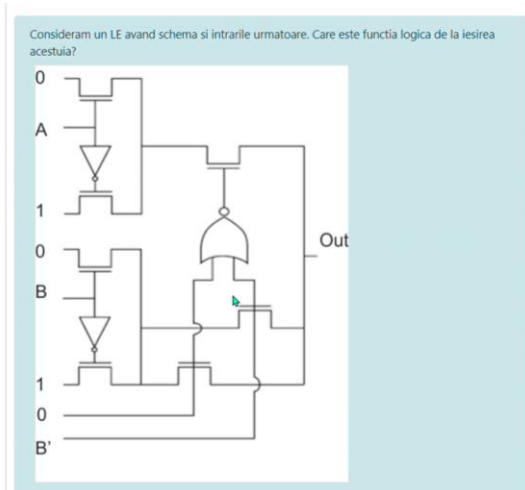 Consideram un LE avand schema si intrarile urmatoare. Care este functia logica de la iesirea
acestuia?
0
A
1
0
Out
B
1
0
B'